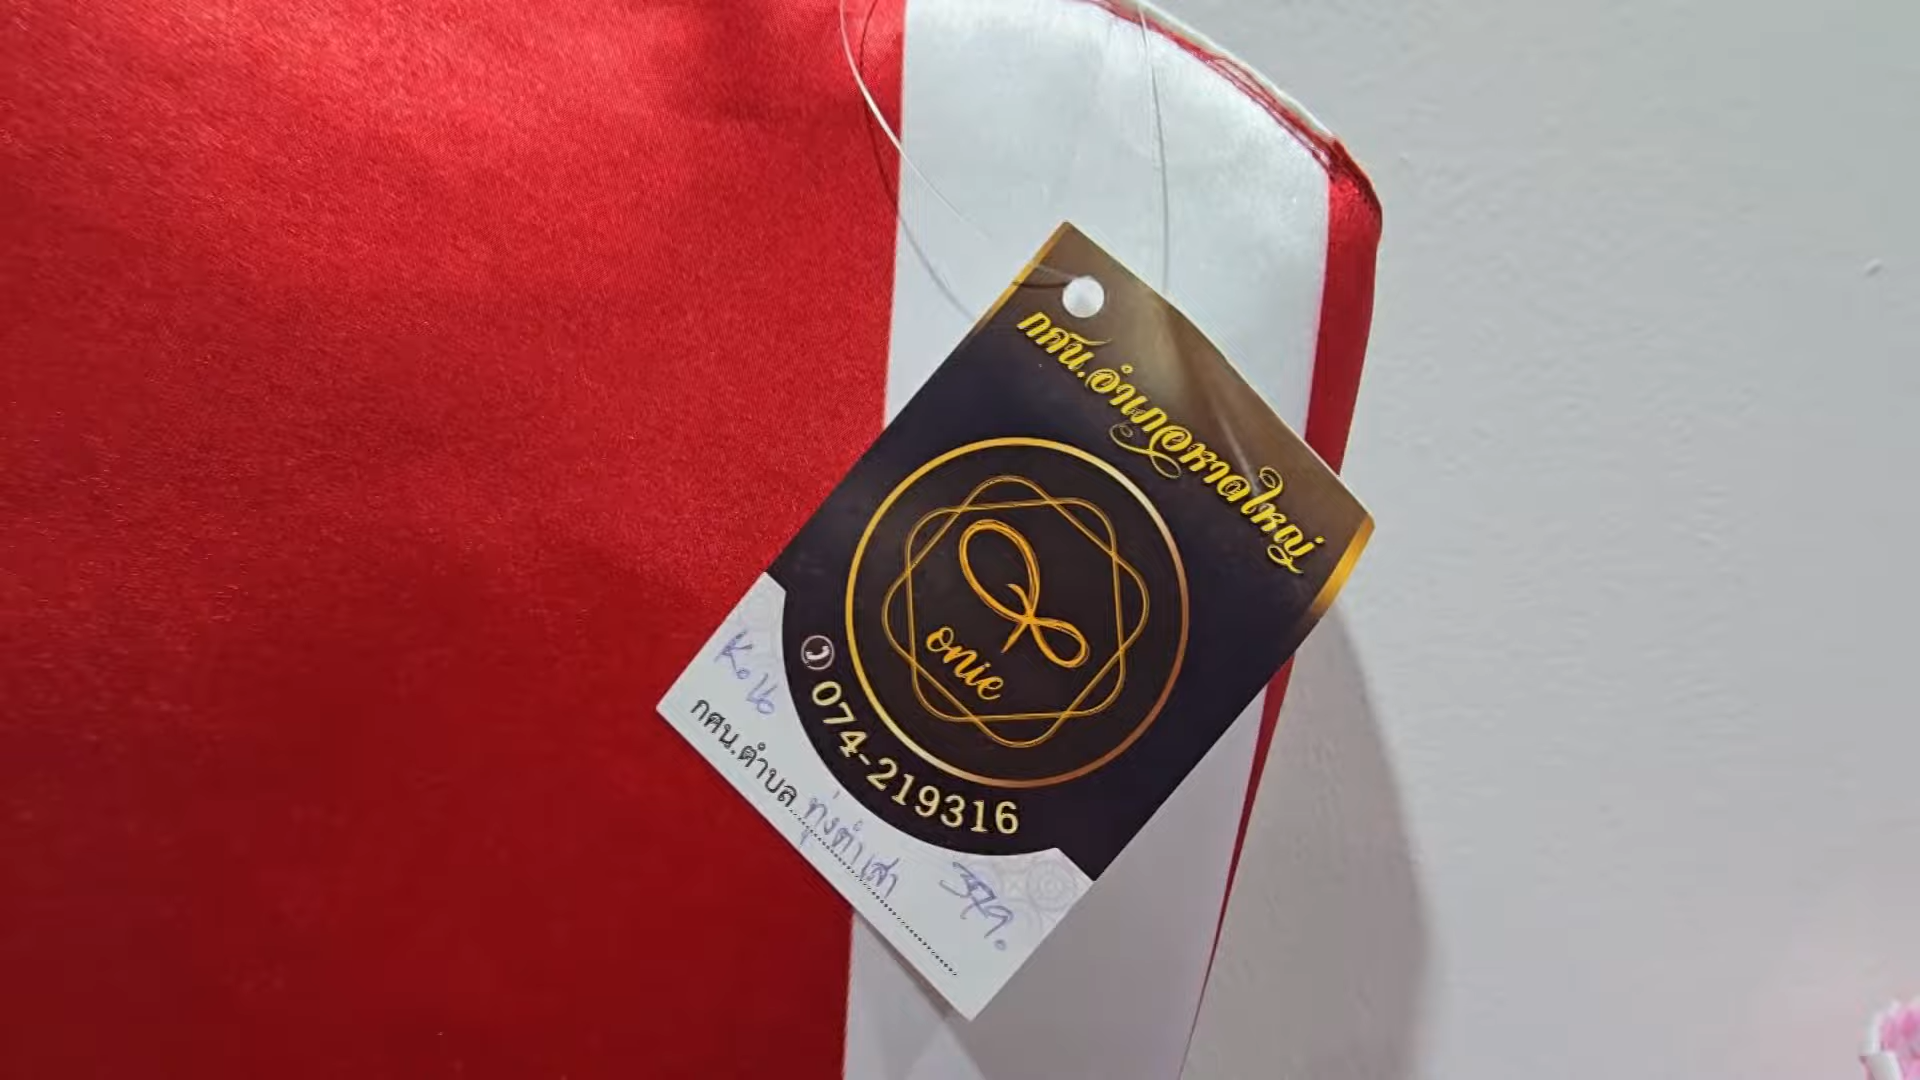 กศน.อำเภอหาดใหญ่
onie
074-219316
กศน.ตำบล ทุ่งตำเสา
379.